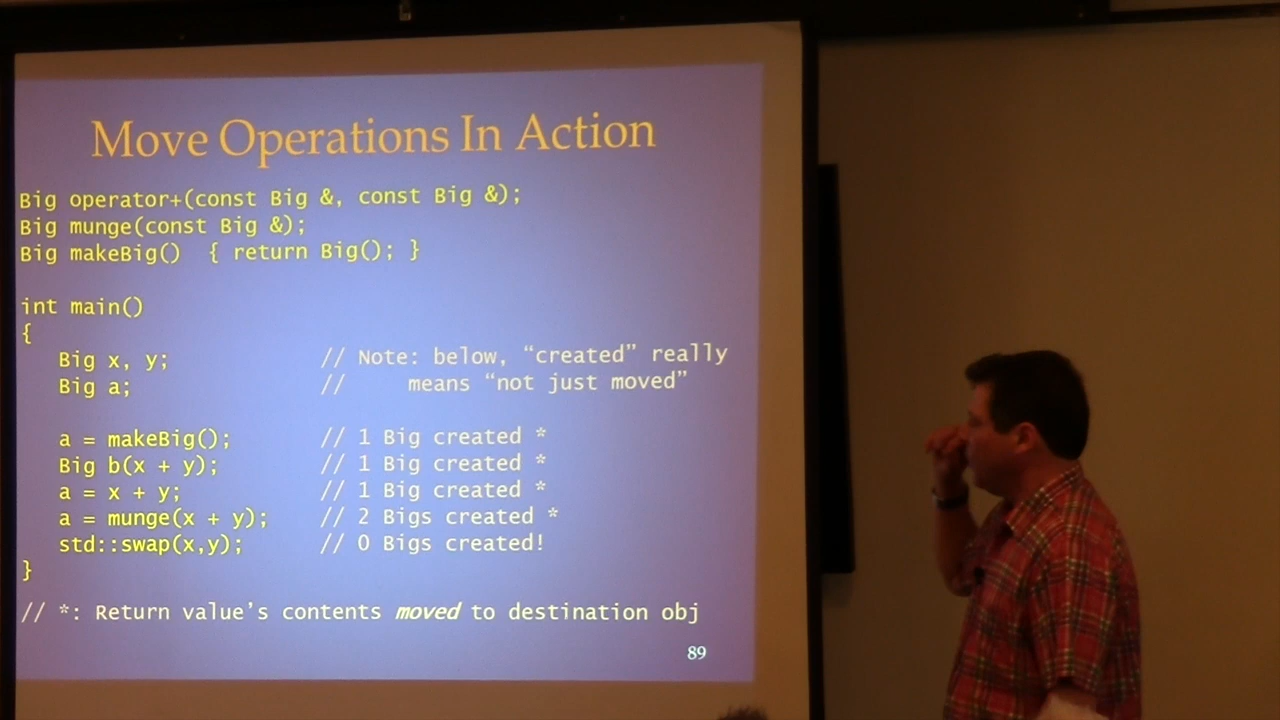 Move Operations In Action
Big operator+(const Big &, const Big &);
Big munge(const Big &);
Big makeBig()  { return Big(); }
int main()
{
Big x, y;    // Note: below, “created” really
Big a;    //    means “not just moved”
a = makeBig();    // 1 Big created *
Big b(x + y);    // 1 Big created *
a = x + y;    // 1 Big created *
a = munge(x + y);    // 2 Bigs created *
std::swap(x,y);    // 0 Bigs created!
}
// *: Return value’s contents moved to destination obj
89